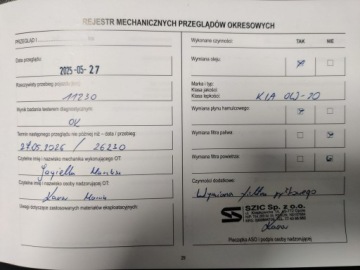 REJESTR MECHANICZNYCH PRZEGLĄDÓW OKRESOWYCH
PRZEGLĄD I
Data przeglądu
2025-05-27
Rzeczywisty przebieg pojazdu
11230
Wynik badania testerem diagnostycznym
OK
Termin następnego przeglądu nie później niż - data i przebieg
27.05.2026 / 26230
Czytelne imię i nazwisko mechanika wykonującego OT
Czytelne imię i nazwisko osoby nadzorującej OT
Uwagi dotyczące zastosowanych materiałów eksploatacyjnych:
Wykonane czynności: TAK NIE
Wymiana oleju
Marka i typ:
Klasa jakości
Klasa lepkości
KIA 0W-20
Wymiana płynu hamulcowego
Wymiana filtra paliwa
Wymiana filtra powietrza
Czynności dodatkowe:
Wymiana filtra pyłkowego
SZIC Sp. z o.o.
Pieczątka ASO i podpis osoby nadzorującej